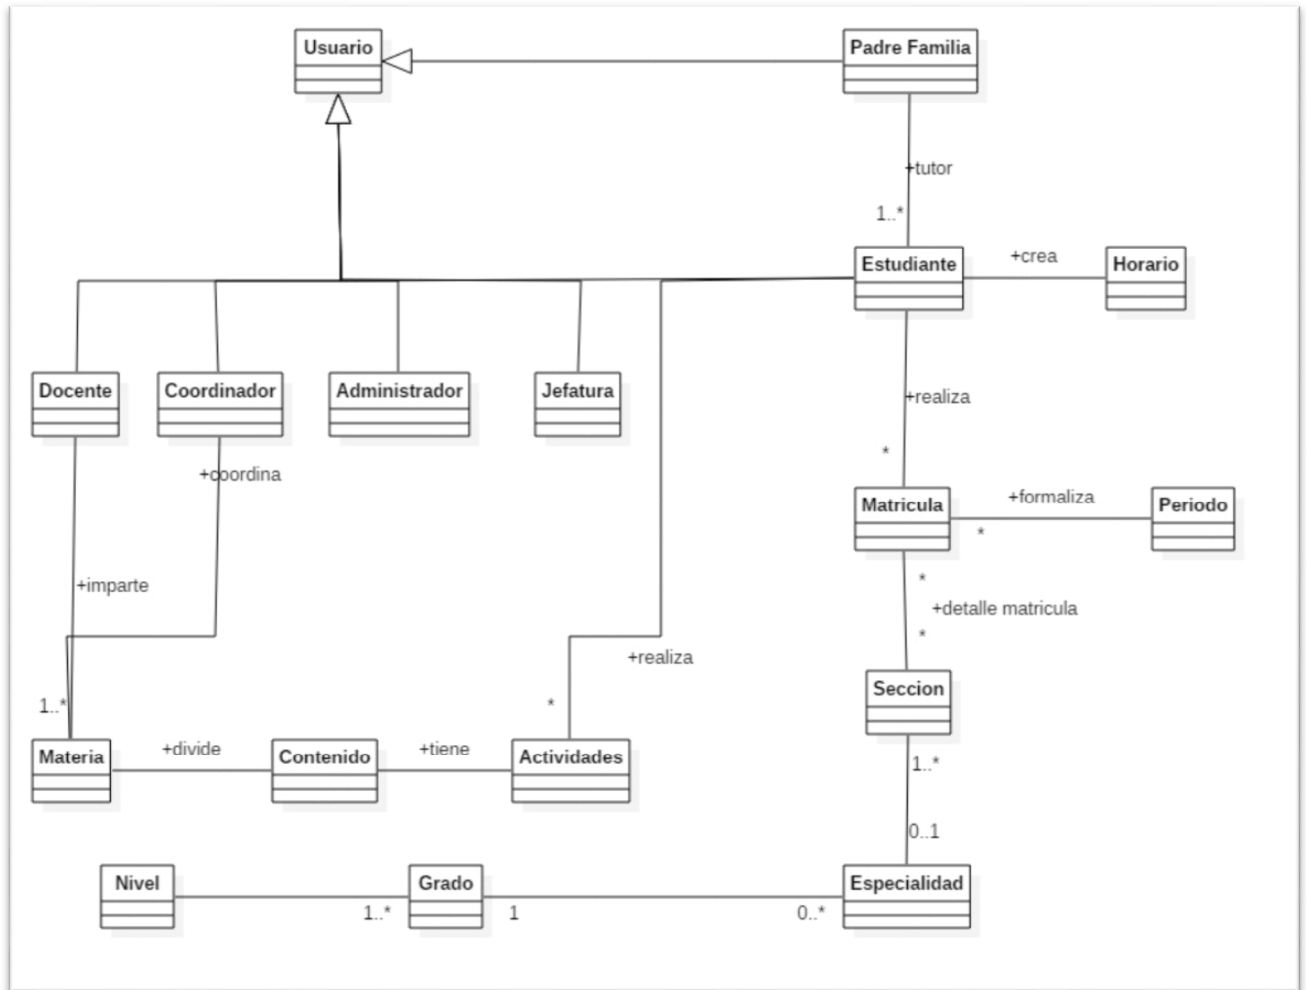 Usuario
Padre Familia
+tutor
1..*
Estudiante
+crea
Horario
Docente
Coordinador
Administrador
Jefatura
+realiza
+coordina
*
Matricula
+formaliza
Periodo
*
*
+imparte
+detalle matricula
*
+realiza
Seccion
1..*
*
Materia
+divide
Contenido
+tiene
Actividades
1..*
0..1
Nivel
1..*
Grado
1
0..*
Especialidad